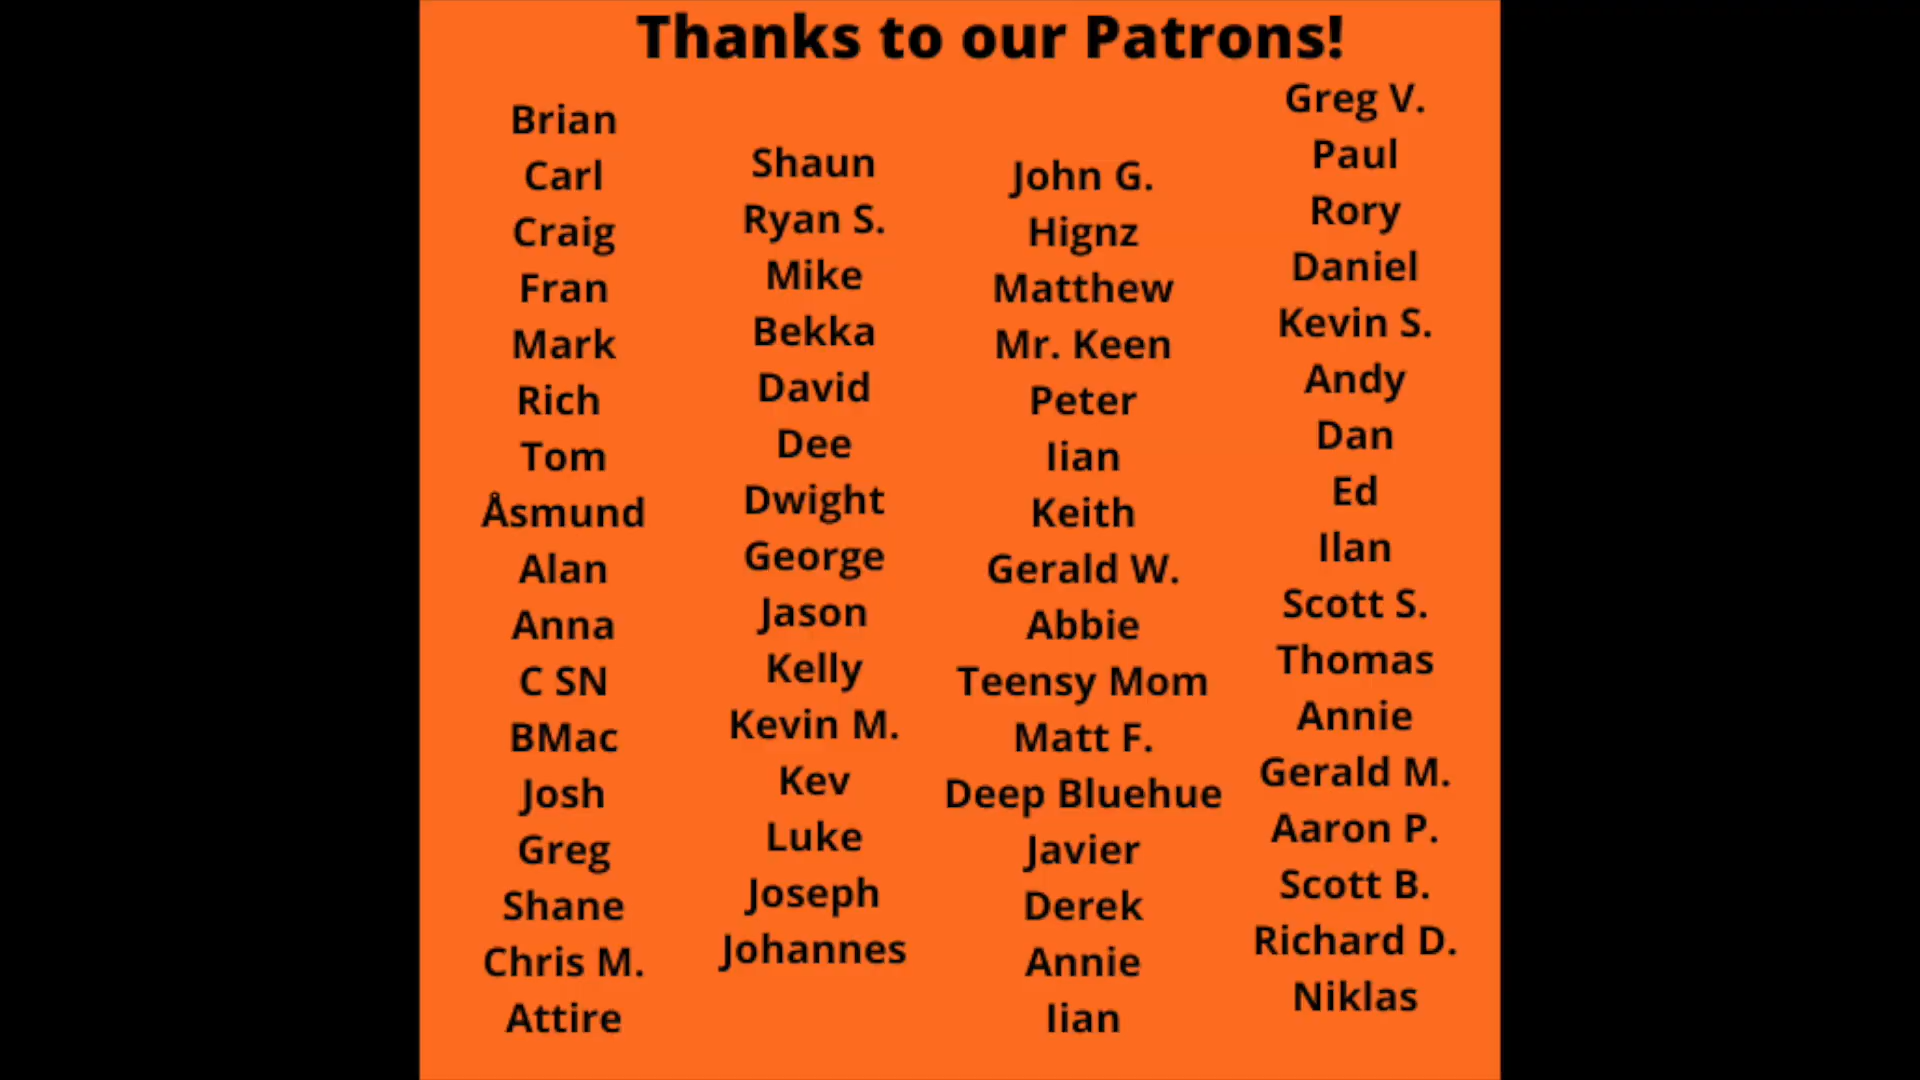 Thanks to our Patrons!
Brian
Carl
Craig
Fran
Mark
Rich
Tom
Åsmund
Alan
Anna
C SN
BMac
Josh
Greg
Shane
Chris M.
Attire
Shaun
Ryan S.
Mike
Bekka
David
Dee
Dwight
George
Jason
Kelly
Kevin M.
Kev
Luke
Joseph
Johannes
John G.
Hignz
Matthew
Mr. Keen
Peter
Iian
Keith
Gerald W.
Abbie
Teensy Mom
Matt F.
Deep Bluehue
Javier
Derek
Annie
Iian
Greg V.
Paul
Rory
Daniel
Kevin S.
Andy
Dan
Ed
Ilan
Scott S.
Thomas
Annie
Gerald M.
Aaron P.
Scott B.
Richard D.
Niklas